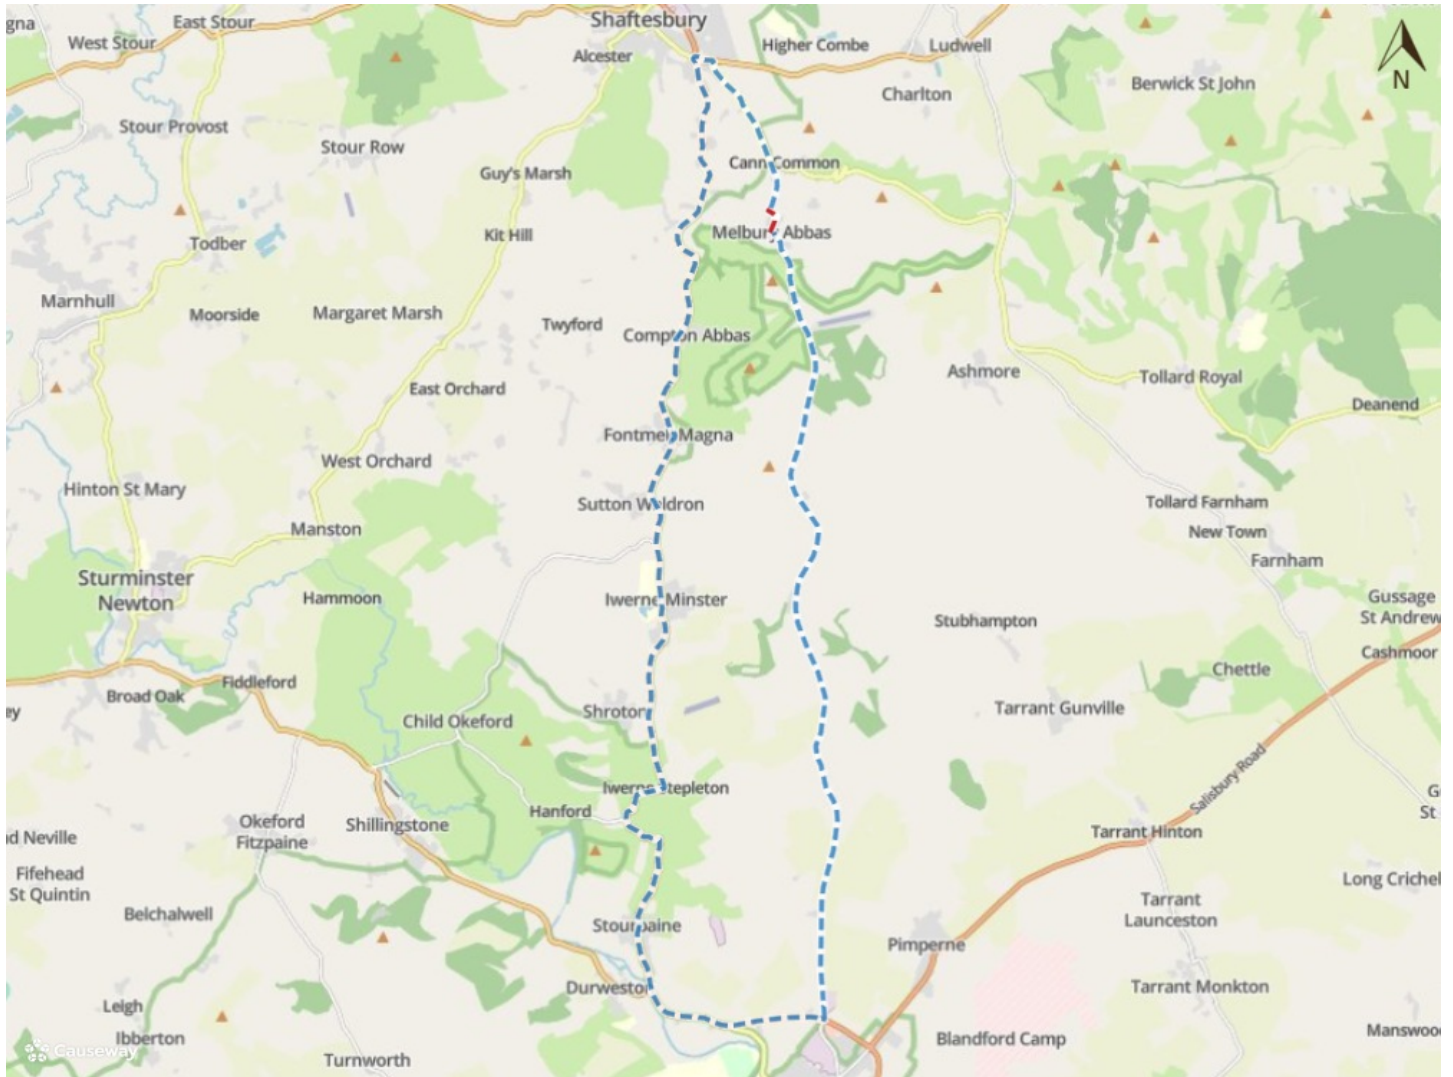 Shaftesbury
gna
East Stour
West Stour
Alcester
Higher Combe
Ludwell
N
Berwick St John
Charlton
Stour Provost
Stour Row
Cann Common
Guy's Marsh
Todber
Kit Hill
Melbury Abbas
Marnhull
Moorside
Margaret Marsh
Twyford
Compton Abbas
Ashmore
Tollard Royal
East Orchard
Deanend
Fontmell Magna
West Orchard
Hinton St Mary
Sutton Waldron
Tollard Farnham
Manston
New Town
Farnham
Sturminster
Newton
Hammoon
Iwerne Minster
Gussage
St Andrew
Stubhampton
Cashmoor
Fiddleford
Chettle
Broad Oak
ey
Child Okeford
Shroton
Tarrant Gunville
Salisbury Road
Iwerne Stepleton
Hanford
G
St
Okeford
Fitzpaine
Shillingstone
Tarrant Hinton
d Neville
Fifehead
St Quintin
Long Crichel
Belchalwell
Tarrant
Launceston
Stourpaine
Pimperne
Durweston
Tarrant Monkton
Leigh
Ibberton
Blandford Camp
Manswoo
Causeway
Turnworth